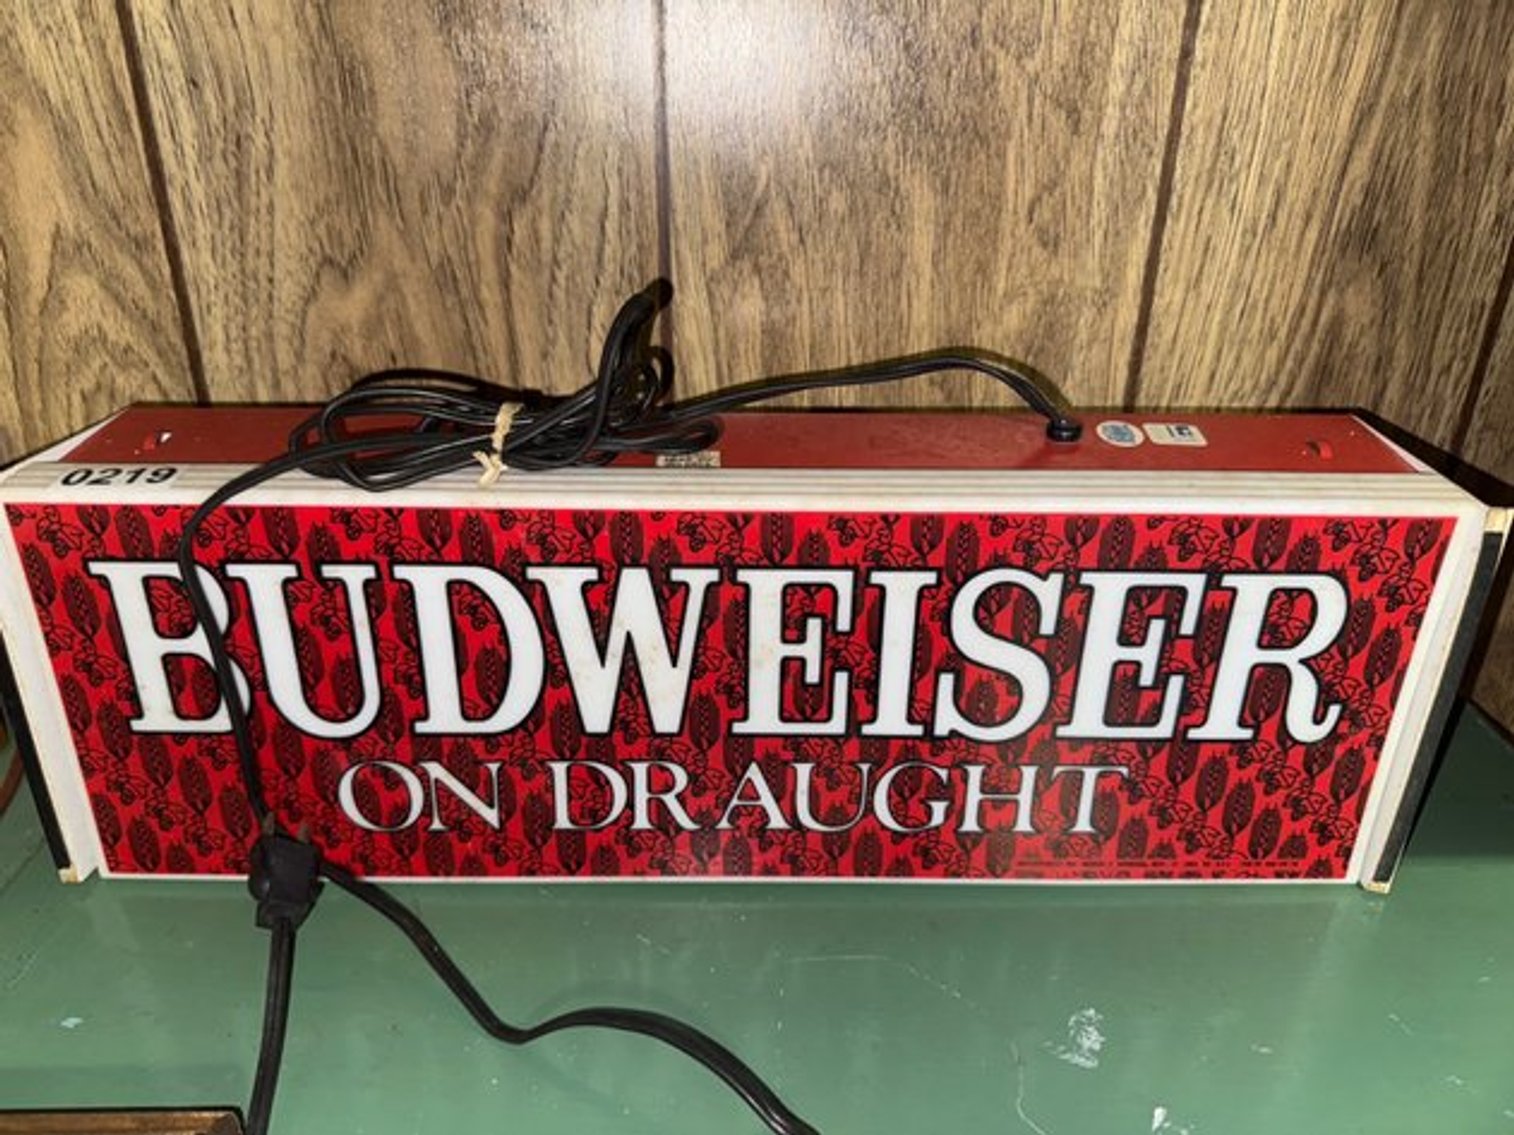 0219
BUDWEISER
ON DRAUGHT